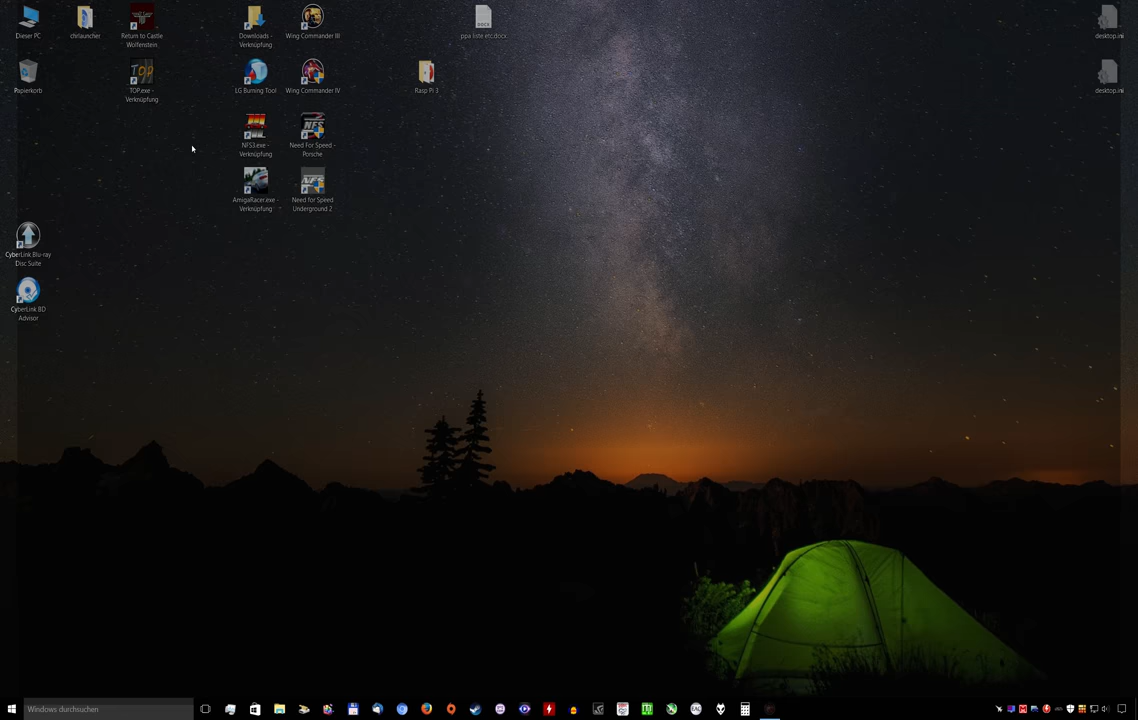 Dieser PC
chrlauncher
Return to Castle
Wolfenstein
Downloads -
Verknüpfung
Wing Commander III
ppa liste etc.docx
desktop.ini
Papierkorb
TOP.exe -
Verknüpfung
LG Burning Tool
Wing Commander IV
Rasp Pi 3
desktop.ini
NFS3.exe -
Verknüpfung
Need For Speed -
Porsche
AmigaRacer.exe -
Verknüpfung
Need for Speed
Underground 2
CyberLink Blu-ray
Disc Suite
CyberLink BD
Advisor
Windows durchsuchen